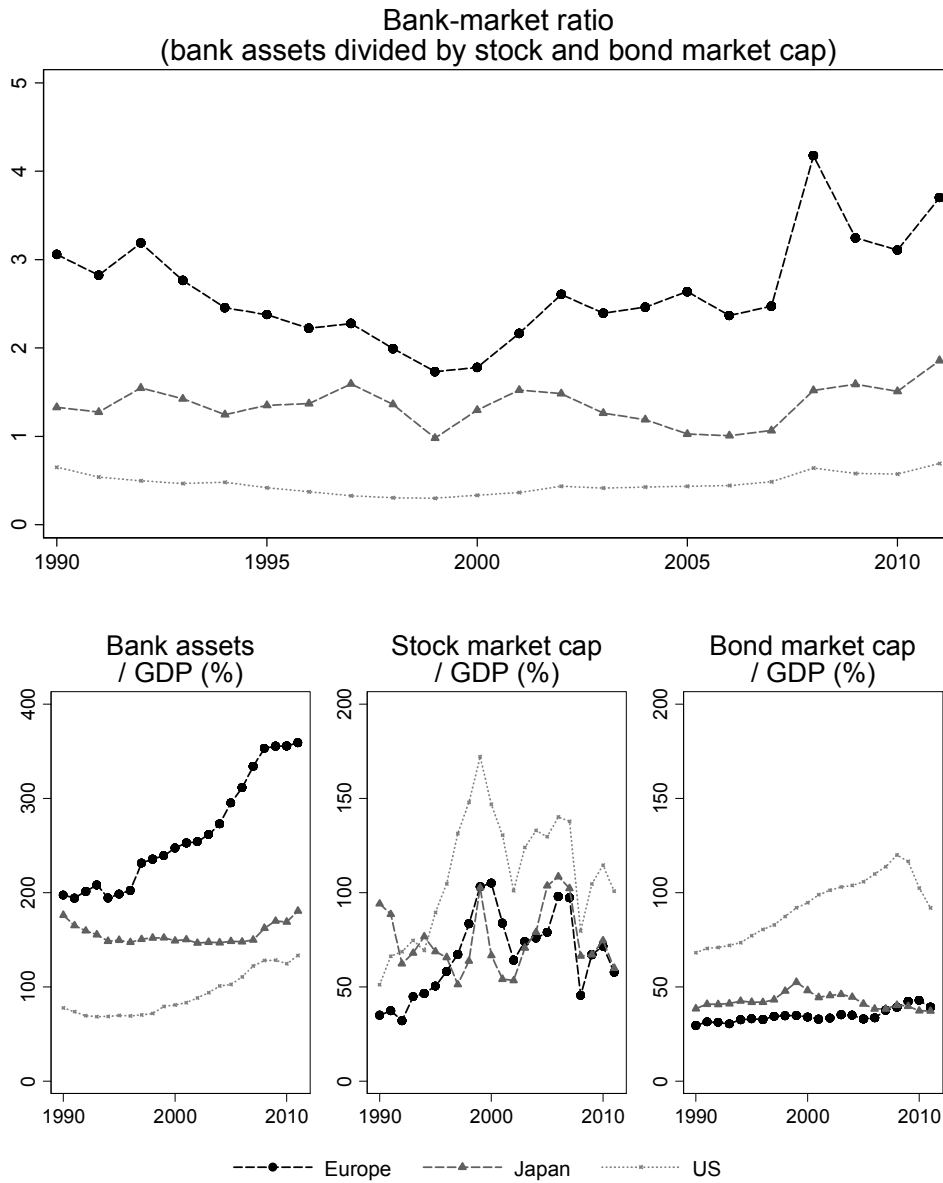 Bank-market ratio
(bank assets divided by stock and bond market cap)
5
4
3
2
1
0
1990 1995 2000 2005 2010
Bank assets
/ GDP (%)
400
300
200
100
0
1990 2000 2010
Stock market cap
/ GDP (%)
200
150
100
50
0
1990 2000 2010
Bond market cap
/ GDP (%)
200
150
100
50
0
1990 2000 2010
Europe Japan US